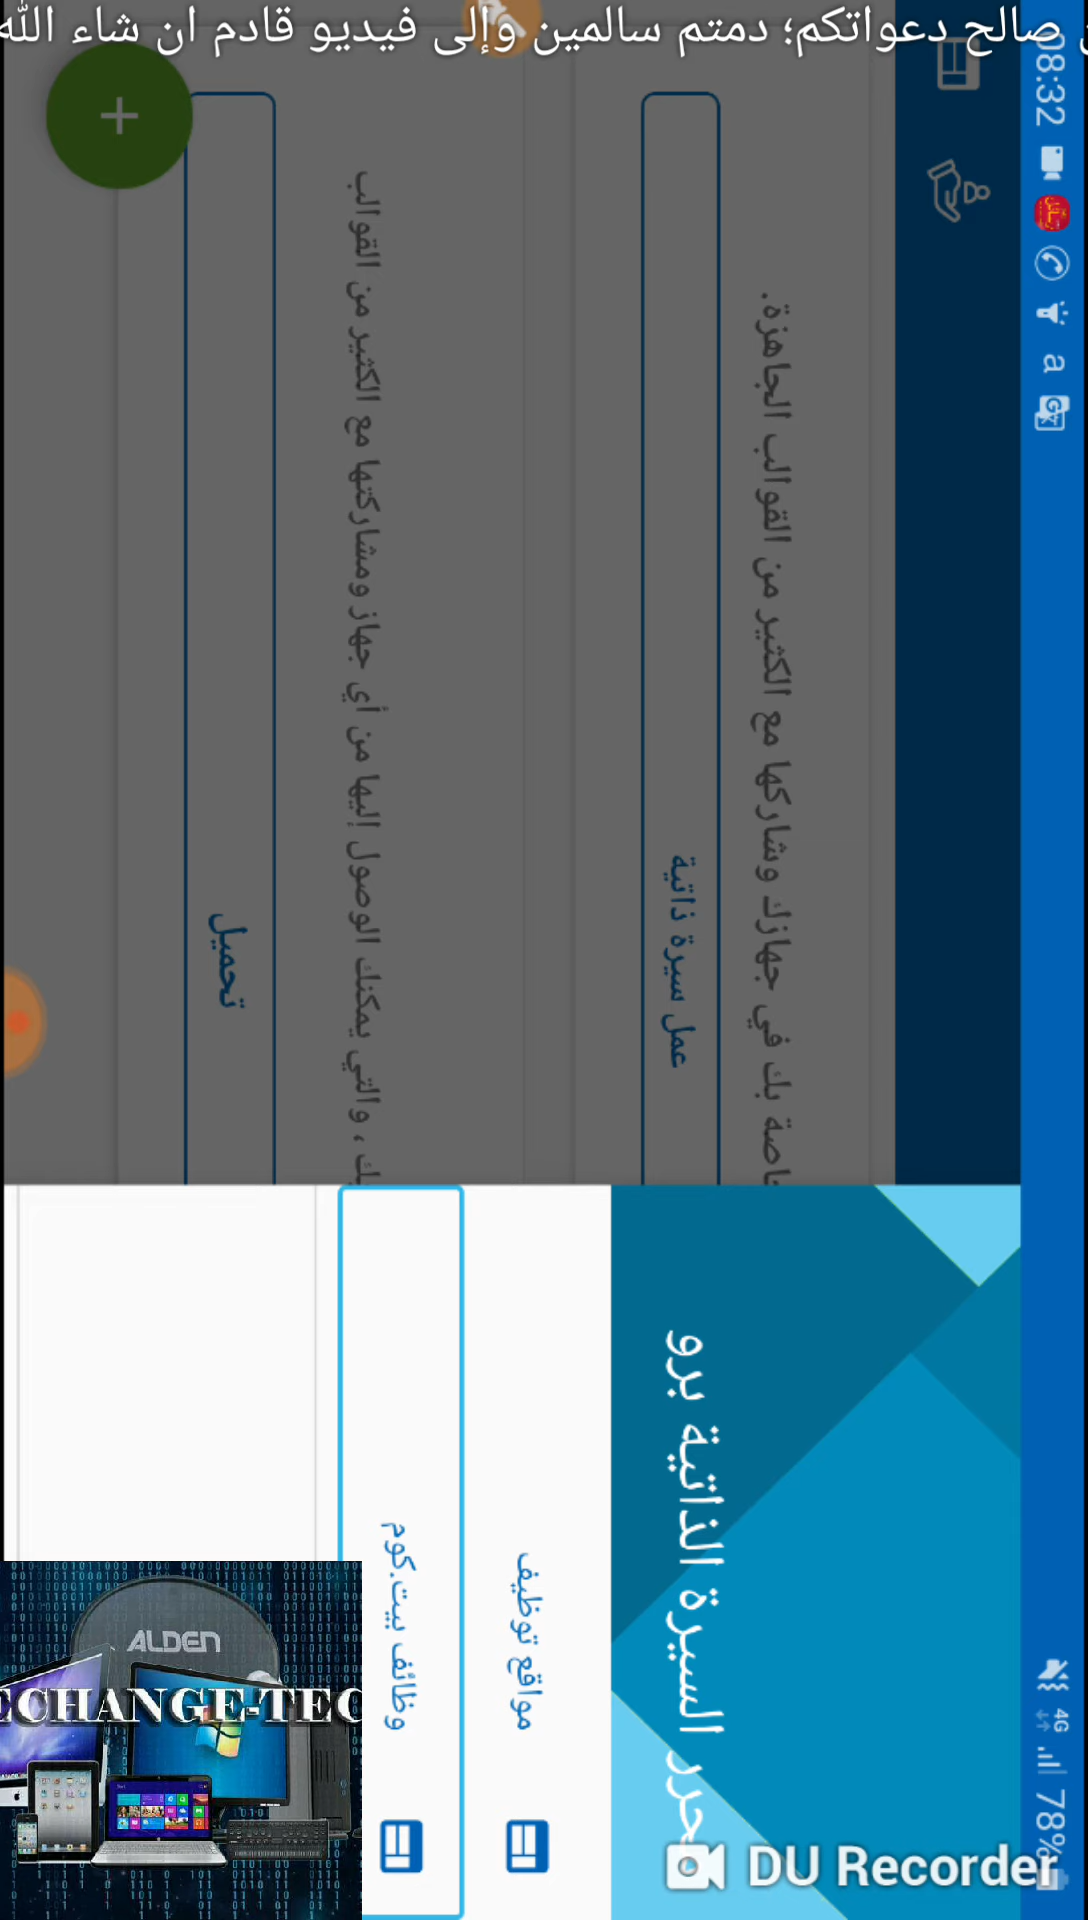 صالح دعواتكم؛ دمتم سالمين وإلى فيديو قادم ان شاء الله
08:32
4G
78%
محرر السيرة الذاتية برو
مواقع توظيف
وظائف بيت.كوم
بك في جهازك وشاركها مع الكثير من القوالب الجاهزة.
عمل سيرة ذاتية
، والتي يمكنك الوصول إليها من أي جهاز ومشاركتها مع الكثير من القوالب
تحميل
+
ALDEN
ECHANGE-TEC
DU Recorder